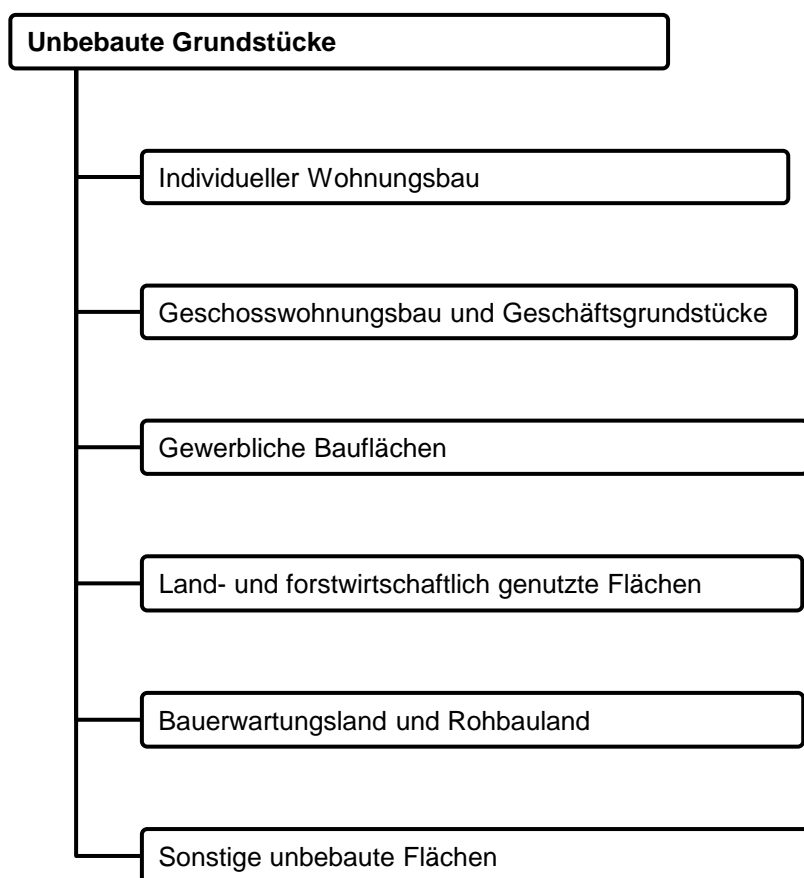 Unbebaute Grundstücke
Individueller Wohnungsbau
Geschosswohnungsbau und Geschäftsgrundstücke
Gewerbliche Bauflächen
Land- und forstwirtschaftlich genutzte Flächen
Bauerwartungsland und Rohbauland
Sonstige unbebaute Flächen